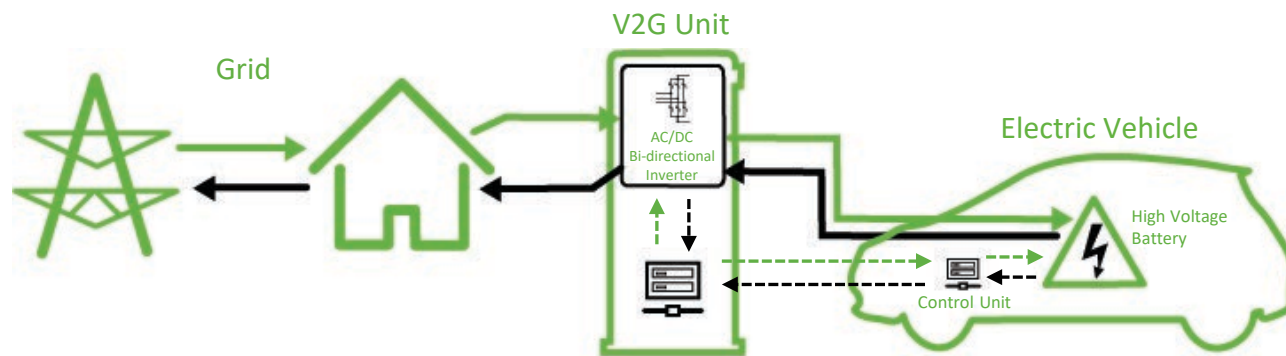 V2G Unit
Grid
AC/DC
Bi-directional
Inverter
Electric Vehicle
High Voltage
Battery
Control Unit